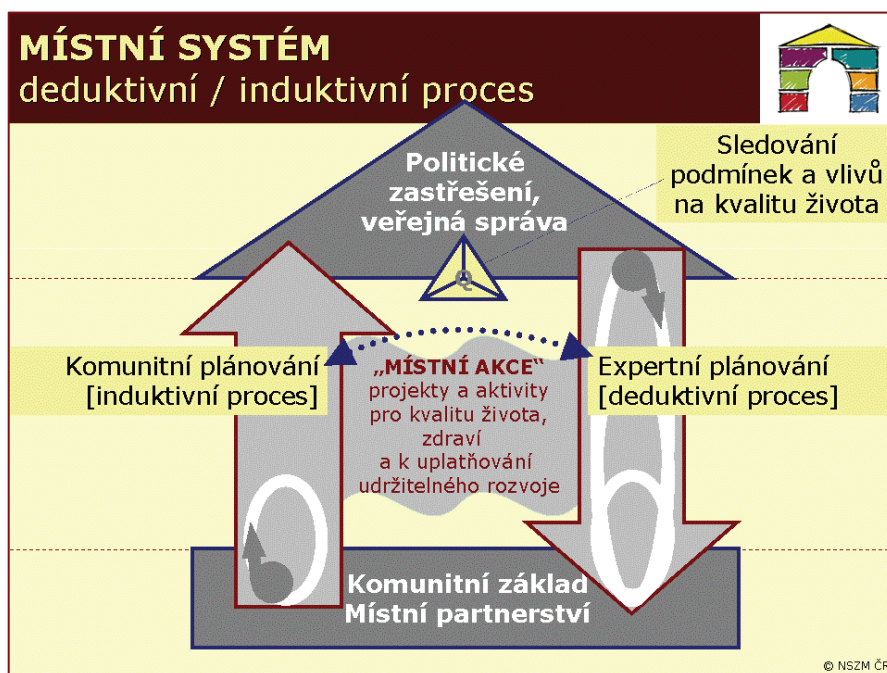 MÍSTNÍ SYSTÉM
deduktivní / induktivní proces
Politické
zastřešení,
veřejná správa
Sledování
podmínek a vlivů
na kvalitu života
Q
Komunitní plánování
[induktivní proces]
„MÍSTNÍ AKCE“
projekty a aktivity
pro kvalitu života,
zdraví
a k uplatňování
udržitelného rozvoje
Expertní plánování
[deduktivní proces]
Komunitní základ
Místní partnerství
© NSZM ČR